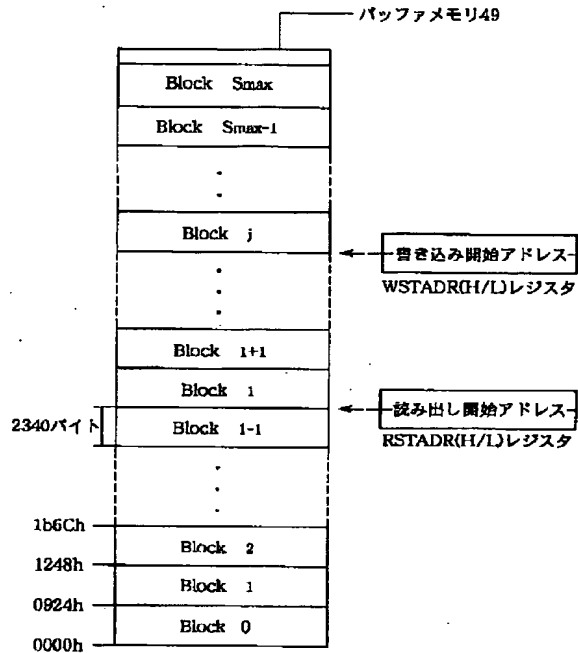 バッファメモリ49
Block Smax
Block Smax-1
Block j
書き込み開始アドレス
WSTADR(H/L)レジスタ
Block i+1
Block i
読み出し開始アドレス
RSTADR(H/L)レジスタ
2340バイト
Block i-1
1b6Ch
Block 2
1248h
Block 1
0924h
Block 0
0000h